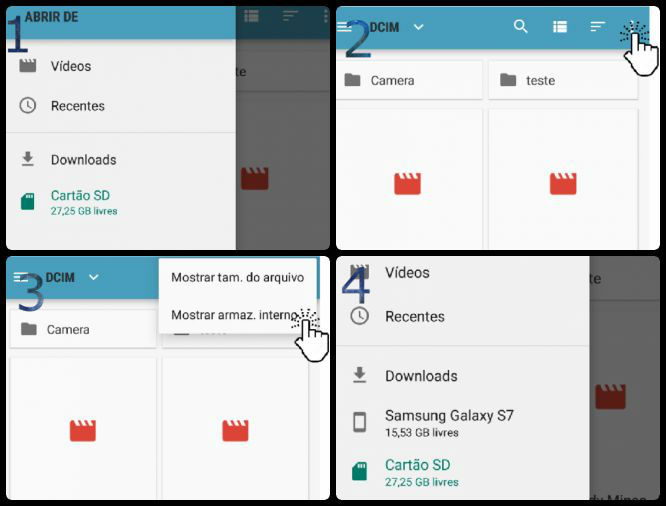 1
ABRIR DE
te
Vídeos
Recentes
Downloads
Cartão SD
27,25 GB livres
2
DCIM
Camera
teste
3
DCIM
Mostrar tam. do arquivo
Mostrar armaz. interno
Camera
4
Vídeos
te
Recentes
Downloads
Samsung Galaxy S7
15,53 GB livres
Cartão SD
27,25 GB livres